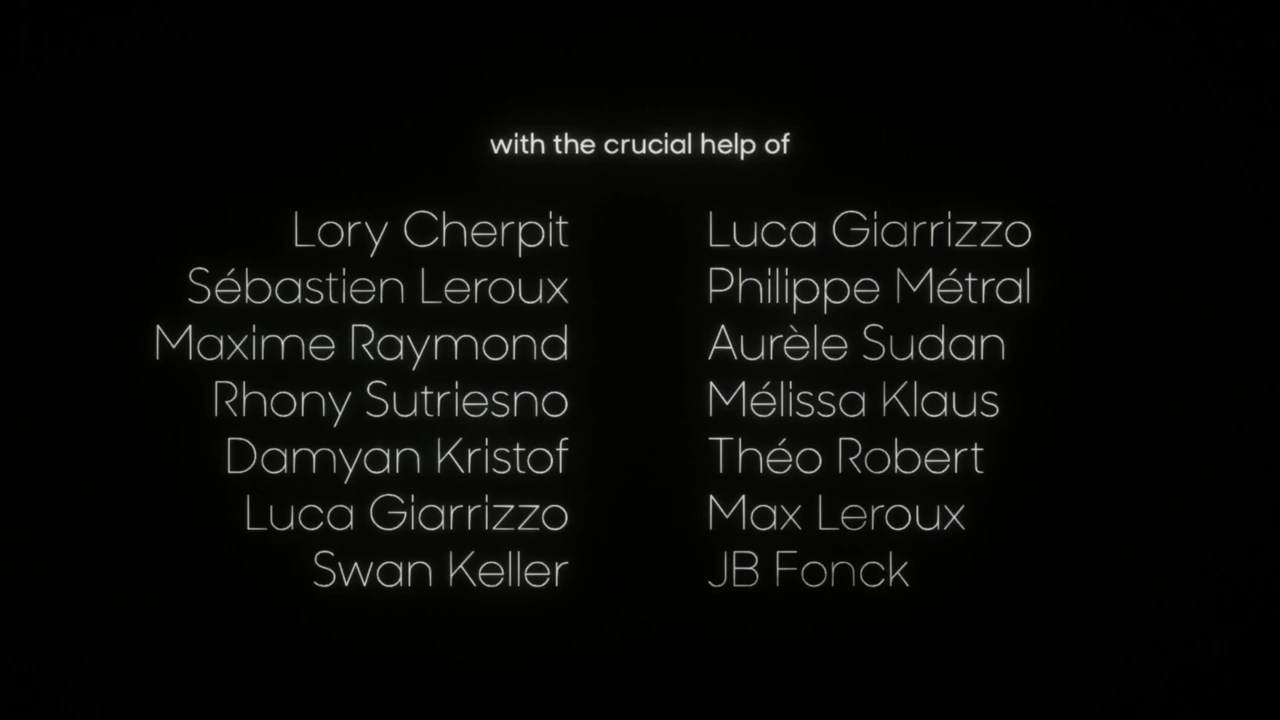 with the crucial help of
Lory Cherpit
Sébastien Leroux
Maxime Raymond
Rhony Sutriesno
Damyan Kristof
Luca Giarrizzo
Swan Keller
Luca Giarrizzo
Philippe Métral
Aurèle Sudan
Mélissa Klaus
Théo Robert
Max Leroux
JB Fonck